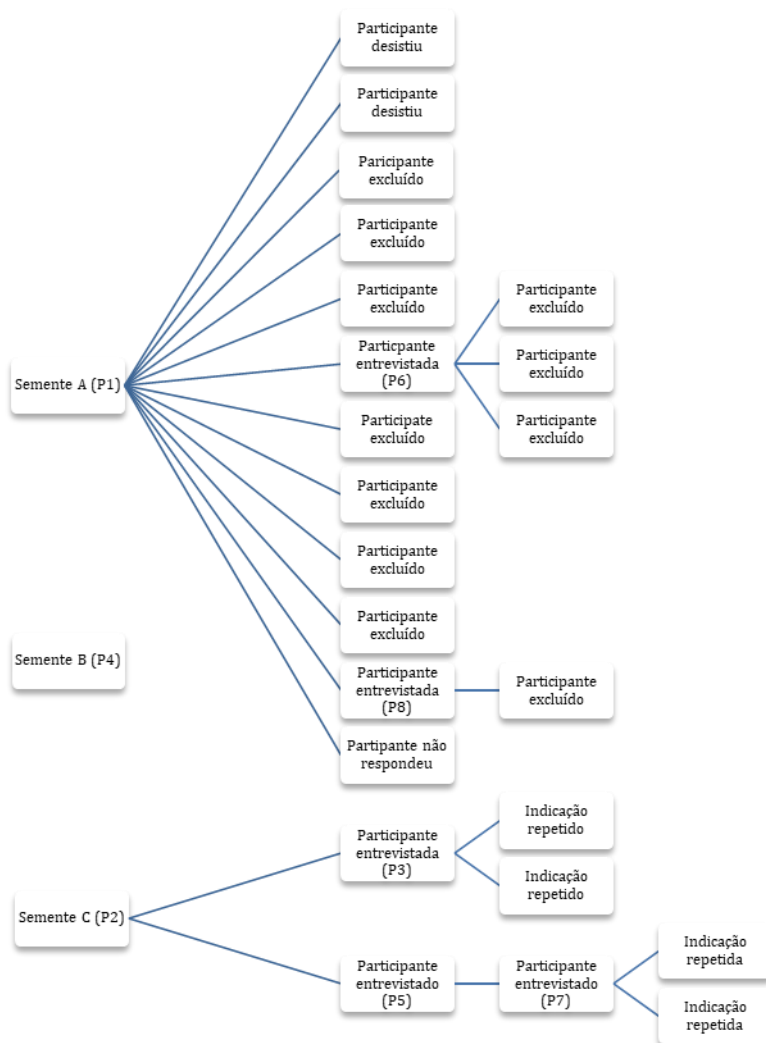 Participante
desistiu
Participante
desistiu
Paricipante
excluído
Participante
excluído
Participante
excluído
Participante
excluído
Semente A (P1)
Particpante
entrevistada
(P6)
Participante
excluído
Participate
excluído
Participante
excluído
Participante
excluído
Participante
excluído
Participante
excluído
Semente B (P4)
Participante
entrevistada
(P8)
Participante
excluído
Partipante não
respondeu
Indicação
repetido
Participante
entrevistada
(P3)
Indicação
repetido
Semente C (P2)
Indicação
repetida
Participante
entrevistado
(P5)
Participante
entrevistado
(P7)
Indicação
repetida